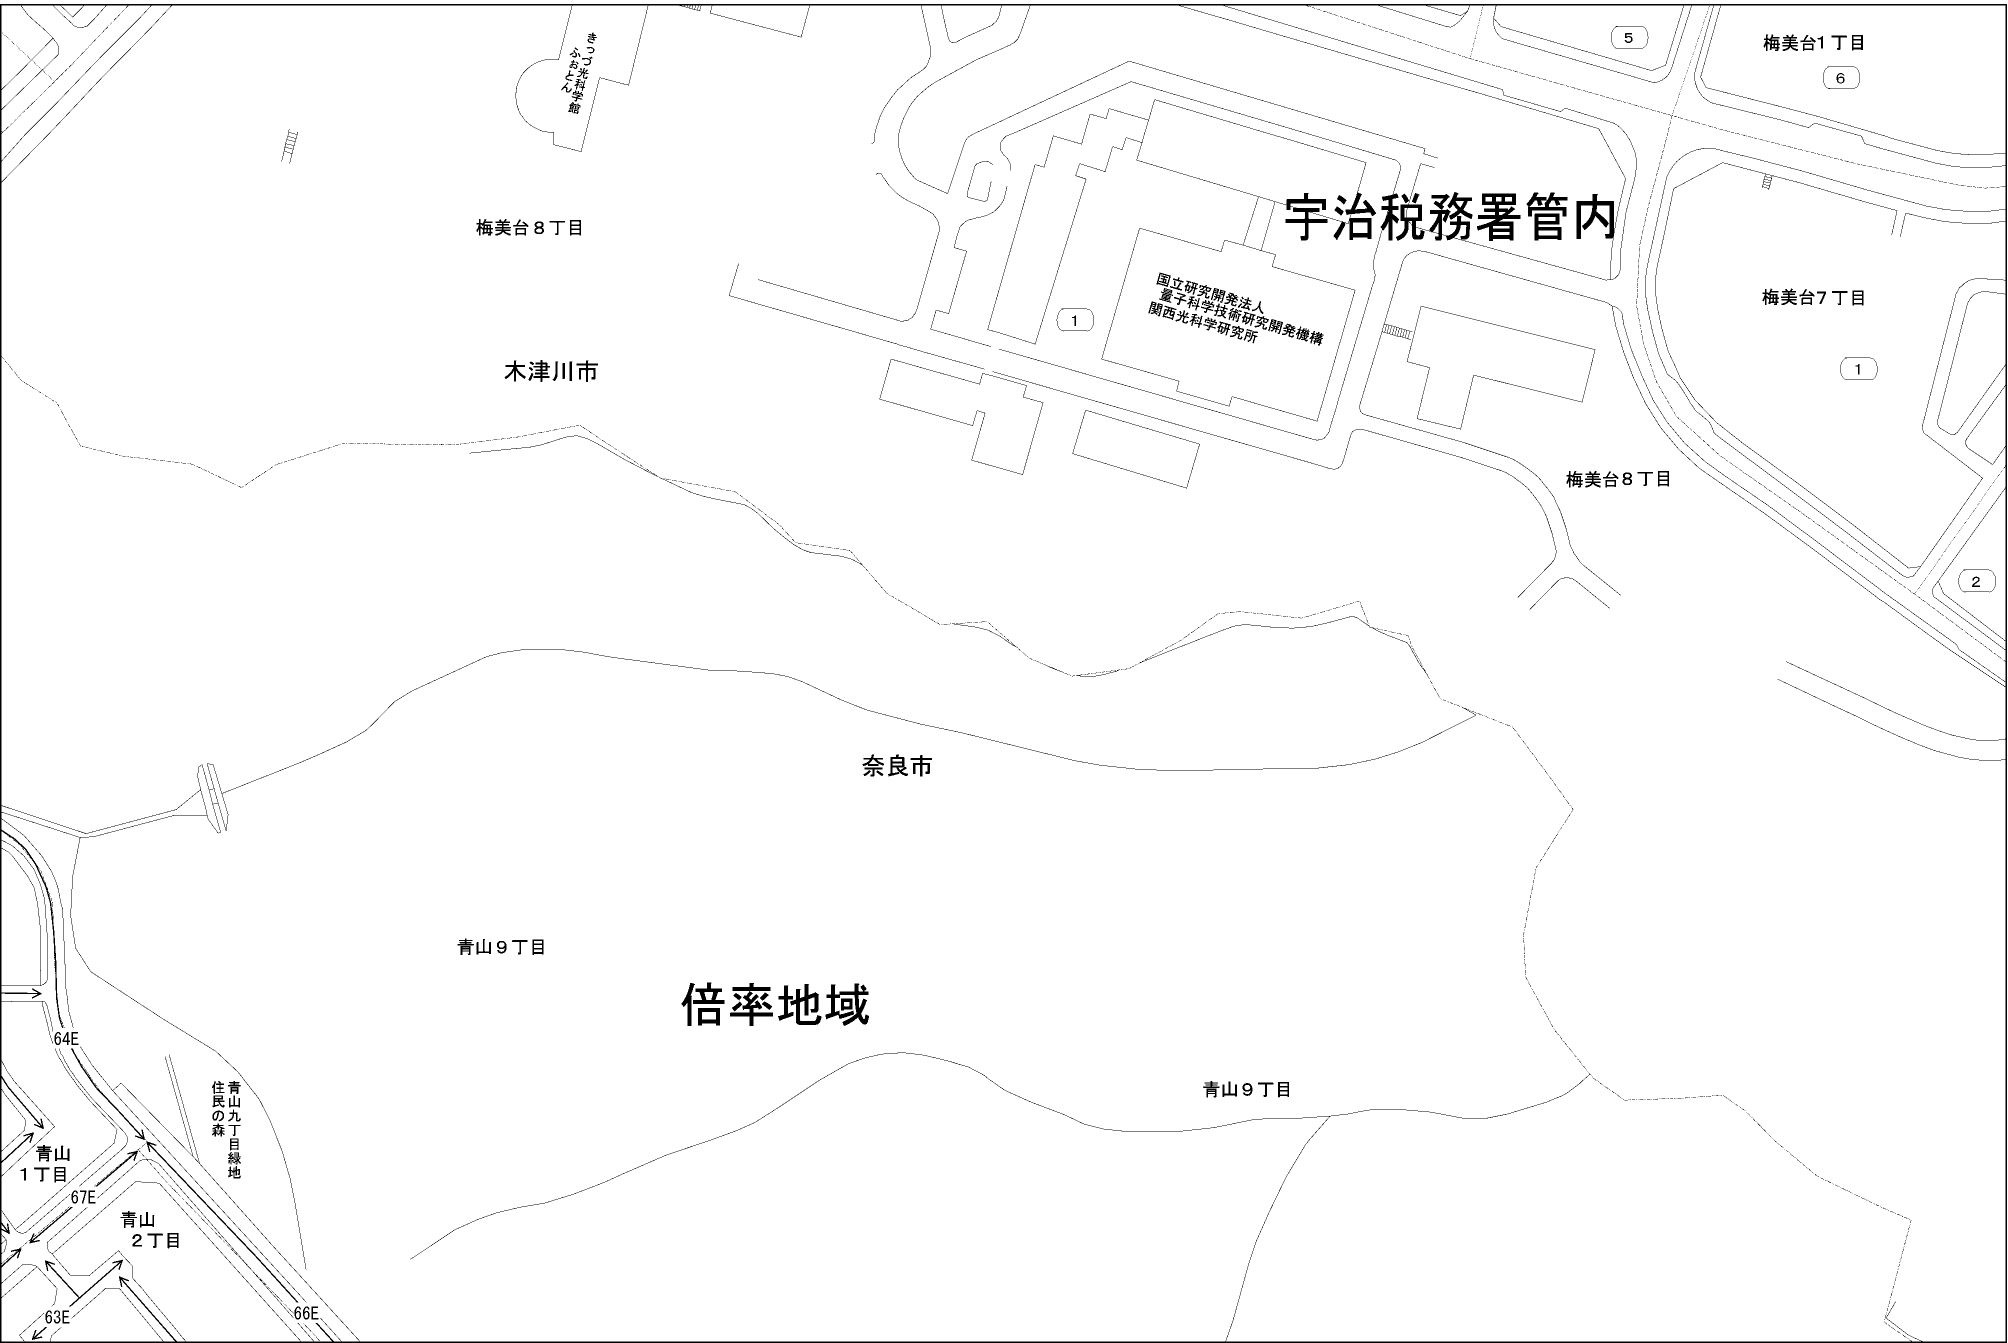 きっづ光科学館
ふぉとん
5
梅美台1丁目
6
梅美台8丁目
宇治税務署管内
国立研究開発法人
量子科学技術研究開発機構
関西光科学研究所
1
梅美台7丁目
1
木津川市
梅美台8丁目
2
奈良市
青山9丁目
倍率地域
64E
青山九丁目緑地
住民の森
青山9丁目
青山
1丁目
67E
青山
2丁目
63E
66E